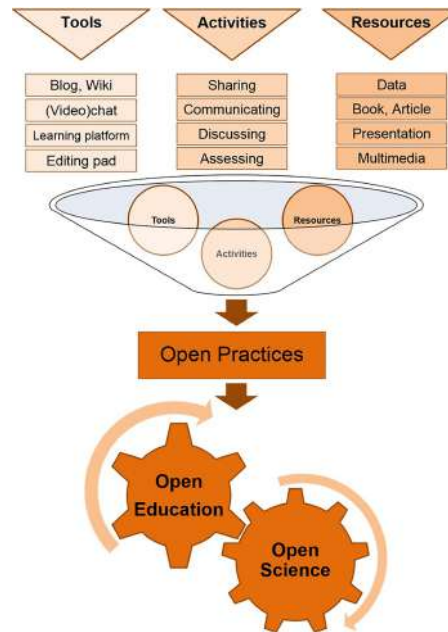 Tools
Activities
Resources
Blog, Wiki
(Video)chat
Learning platform
Editing pad
Sharing
Communicating
Discussing
Assessing
Data
Book, Article
Presentation
Multimedia
Tools
Activities
Resources
Open Practices
Open
Education
Open
Science